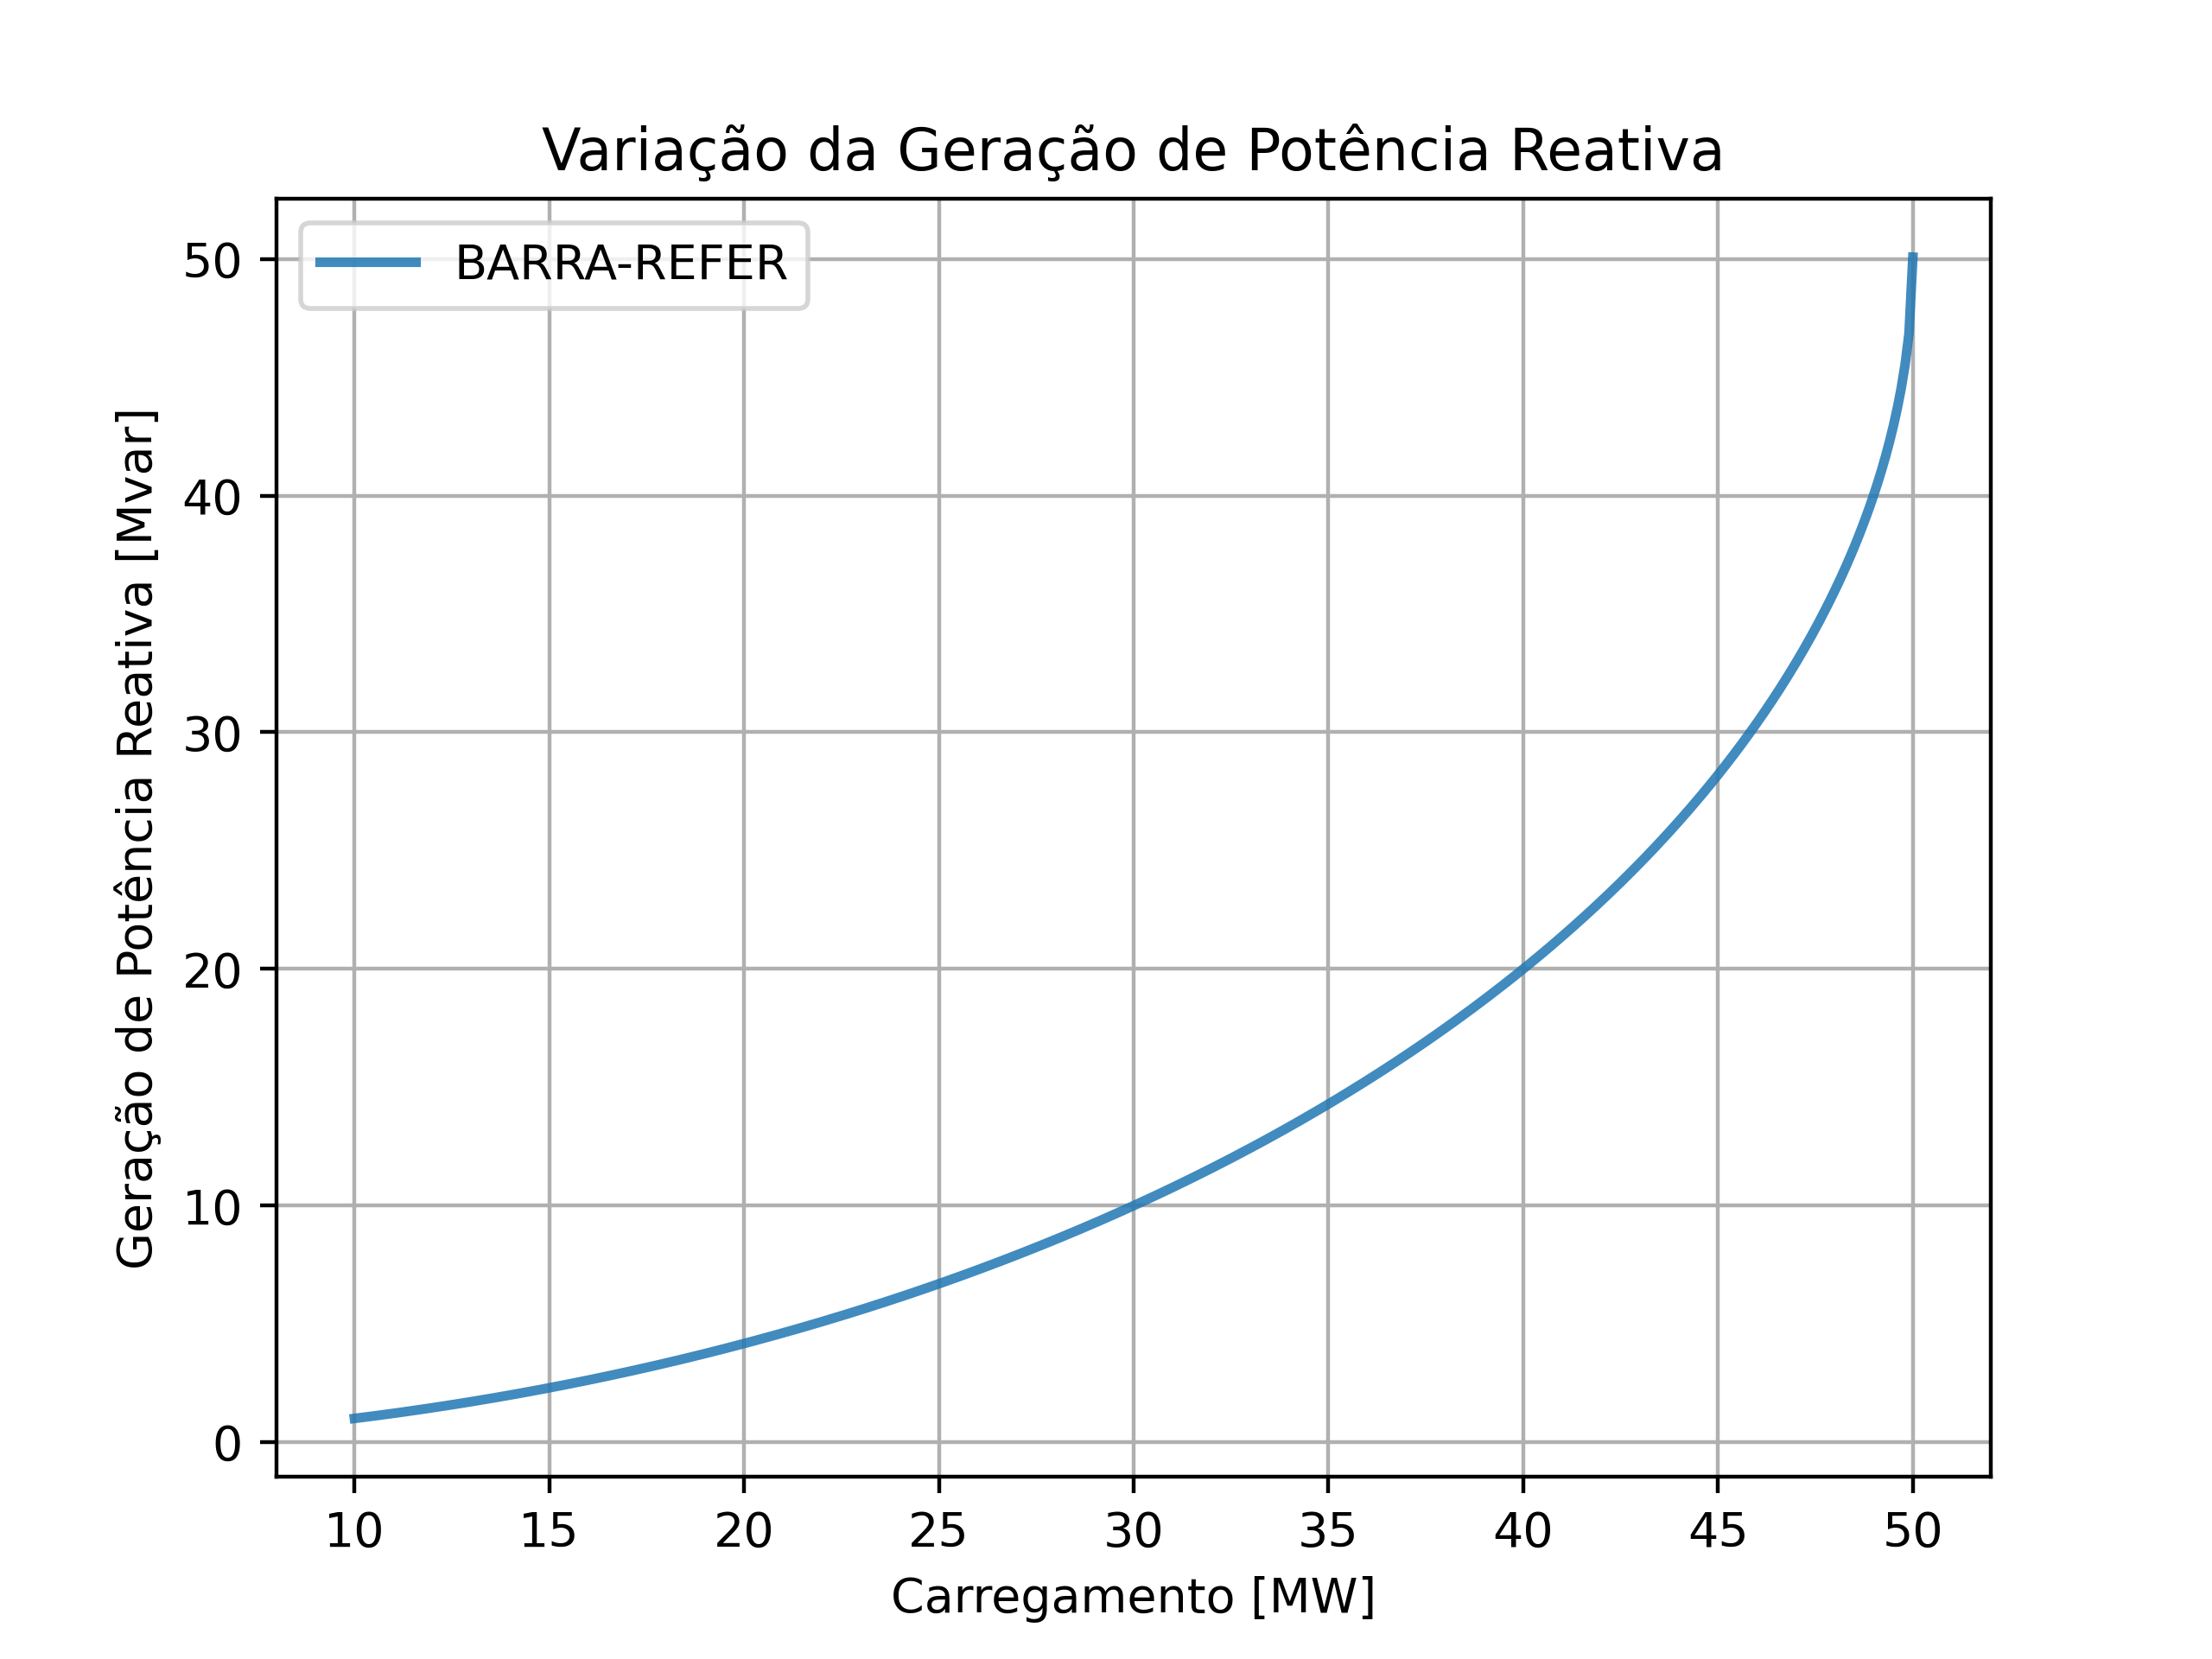 Variação da Geração de Potência Reativa
BARRA-REFER
Geração de Potência Reativa [Mvar]
50
40
30
20
10
0
10 15 20 25 30 35 40 45 50
Carregamento [MW]